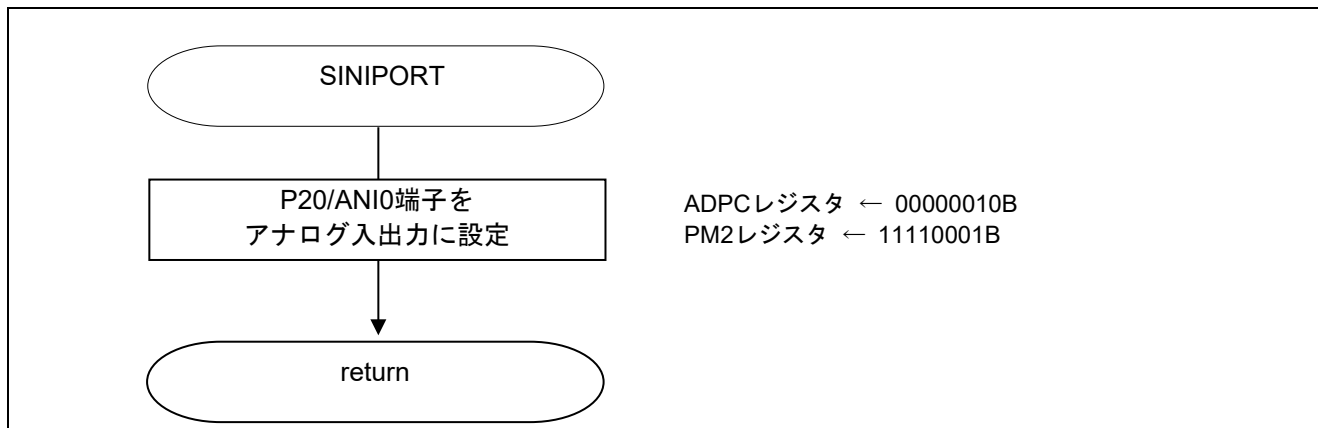 SINIPORT
P20/ANI0端子を
アナログ入出力に設定
ADPCレジスタ ← 00000010B
PM2レジスタ ← 11110001B
return